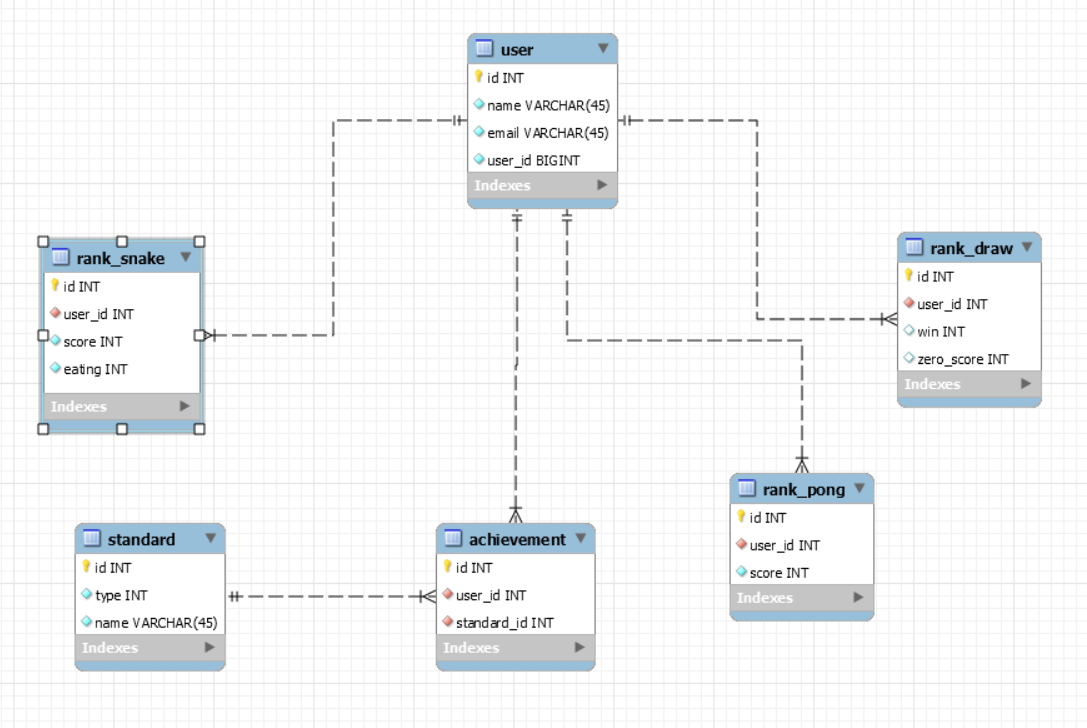 user
id INT
name VARCHAR(45)
email VARCHAR(45)
user_id BIGINT
Indexes
rank_snake
id INT
user_id INT
score INT
eating INT
Indexes
rank_draw
id INT
user_id INT
win INT
zero_score INT
Indexes
rank_pong
id INT
user_id INT
score INT
Indexes
standard
id INT
type INT
name VARCHAR(45)
Indexes
achievement
id INT
user_id INT
standard_id INT
Indexes